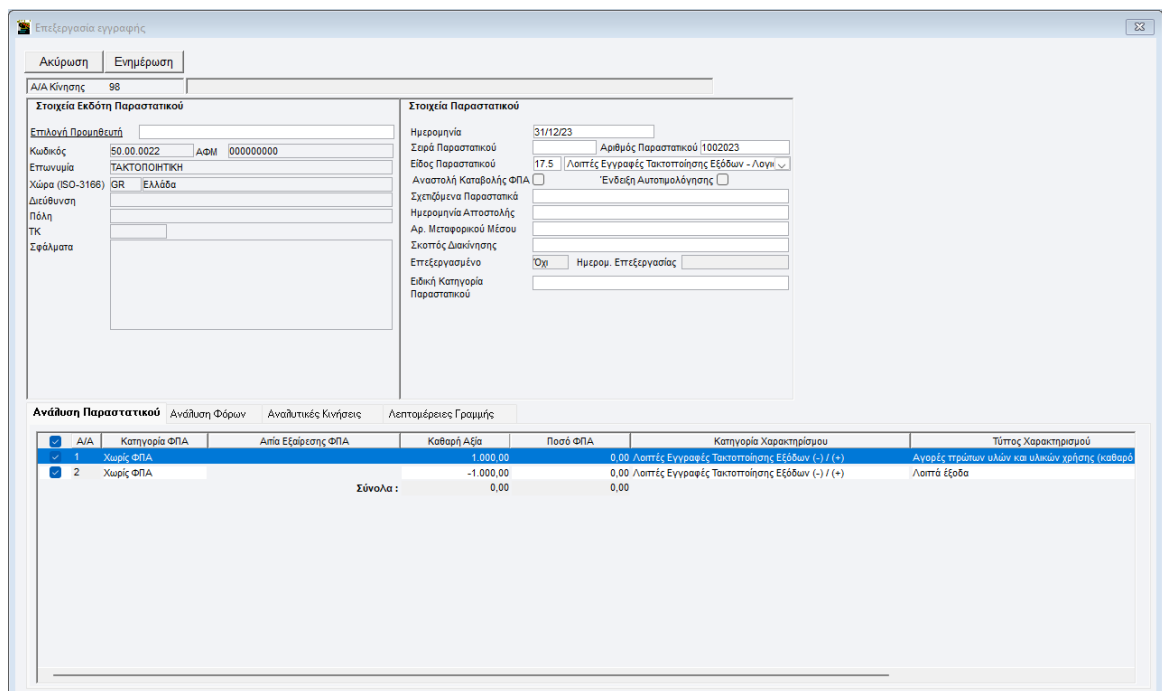 Επεξεργασία εγγραφής
Ακύρωση Ενημέρωση
Α/Α Κίνησης 98
Στοιχεία Εκδότη Παραστατικού
Επιλογή Προμηθευτή
Κωδικός 50.00.0022 ΑΦΜ 000000000
Επωνυμία ΤΑΚΤΟΠΟΙΗΤΙΚΗ
Χώρα (ISO-3166) GR Ελλάδα
Διεύθυνση
Πόλη
ΤΚ
Σφάλματα
Στοιχεία Παραστατικού
Ημερομηνία 31/12/23
Σειρά Παραστατικού Αριθμός Παραστατικού 1002023
Είδος Παραστατικού 17.5 Λοιπές Εγγραφές Τακτοποίησης Εξόδων - Λογι
Αναστολή Καταβολής ΦΠΑ Ένδειξη Αυτοτιμολόγησης
Σχετιζόμενα Παραστατικά
Ημερομηνία Αποστολής
Αρ. Μεταφορικού Μέσου
Σκοπός Διακίνησης
Επεξεργασμένο Όχι Ημερομ. Επεξεργασίας
Ειδική Κατηγορία
Παραστατικού
Ανάλυση Παραστατικού Ανάλυση Φόρων Αναλυτικές Κινήσεις Λεπτομέρειες Γραμμής
Α/Α Κατηγορία ΦΠΑ Αιτία Εξαίρεσης ΦΠΑ Καθαρή Αξία Ποσό ΦΠΑ Κατηγορία Χαρακτηρίσμου Τύπος Χαρακτηρισμού
1 Χωρίς ΦΠΑ 1.000,00 0,00 Λοιπές Εγγραφές Τακτοποίησης Εξόδων (-) / (+) Αγορές πρώτων υλών και υλικών χρήσης (καθαρό
2 Χωρίς ΦΠΑ -1.000,00 0,00 Λοιπές Εγγραφές Τακτοποίησης Εξόδων (-) / (+) Λοιπά έξοδα
Σύνολα : 0,00 0,00